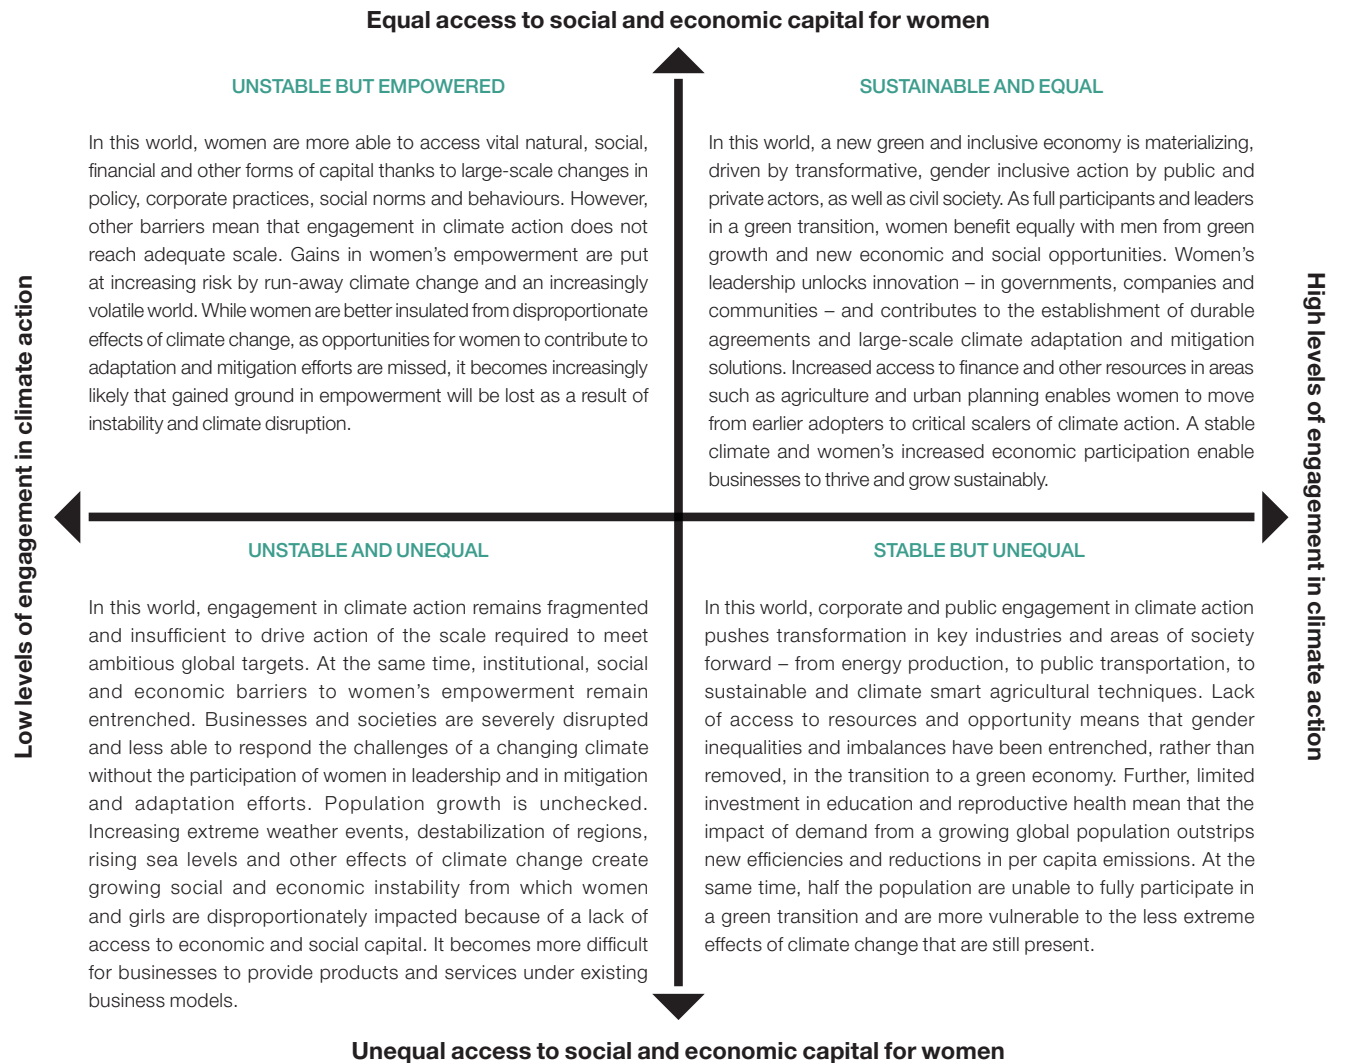 Equal access to social and economic capital for women
UNSTABLE BUT EMPOWERED
In this world, women are more able to access vital natural, social,
financial and other forms of capital thanks to large-scale changes in
policy, corporate practices, social norms and behaviours. However,
other barriers mean that engagement in climate action does not
reach adequate scale. Gains in women’s empowerment are put
at increasing risk by run-away climate change and an increasingly
volatile world. While women are better insulated from disproportionate
effects of climate change, as opportunities for women to contribute to
adaptation and mitigation efforts are missed, it becomes increasingly
likely that gained ground in empowerment will be lost as a result of
instability and climate disruption.
SUSTAINABLE AND EQUAL
In this world, a new green and inclusive economy is materializing,
driven by transformative, gender inclusive action by public and
private actors, as well as civil society. As full participants and leaders
in a green transition, women benefit equally with men from green
growth and new economic and social opportunities. Women’s
leadership unlocks innovation – in governments, companies and
communities – and contributes to the establishment of durable
agreements and large-scale climate adaptation and mitigation
solutions. Increased access to finance and other resources in areas
such as agriculture and urban planning enables women to move
from earlier adopters to critical scalers of climate action. A stable
climate and women’s increased economic participation enable
businesses to thrive and grow sustainably.
Low levels of engagement in climate action
High levels of engagement in climate action
UNSTABLE AND UNEQUAL
In this world, engagement in climate action remains fragmented
and insufficient to drive action of the scale required to meet
ambitious global targets. At the same time, institutional, social
and economic barriers to women’s empowerment remain
entrenched. Businesses and societies are severely disrupted
and less able to respond the challenges of a changing climate
without the participation of women in leadership and in mitigation
and adaptation efforts. Population growth is unchecked.
Increasing extreme weather events, destabilization of regions,
rising sea levels and other effects of climate change create
growing social and economic instability from which women
and girls are disproportionately impacted because of a lack of
access to economic and social capital. It becomes more difficult
for businesses to provide products and services under existing
business models.
STABLE BUT UNEQUAL
In this world, corporate and public engagement in climate action
pushes transformation in key industries and areas of society
forward – from energy production, to public transportation, to
sustainable and climate smart agricultural techniques. Lack
of access to resources and opportunity means that gender
inequalities and imbalances have been entrenched, rather than
removed, in the transition to a green economy. Further, limited
investment in education and reproductive health mean that the
impact of demand from a growing global population outstrips
new efficiencies and reductions in per capita emissions. At the
same time, half the population are unable to fully participate in
a green transition and are more vulnerable to the less extreme
effects of climate change that are still present.
Unequal access to social and economic capital for women